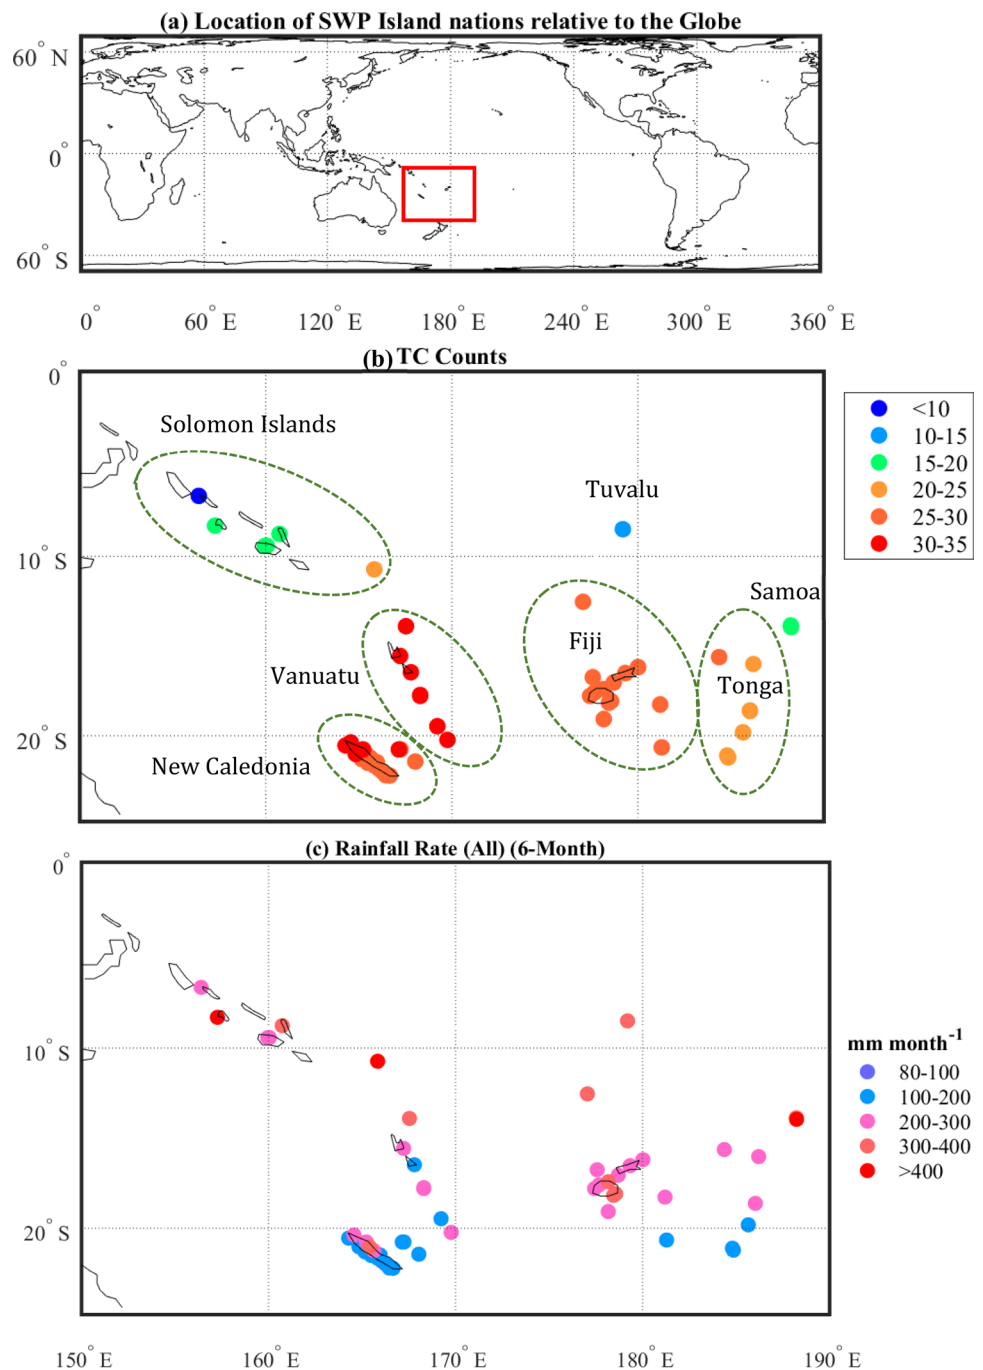 (a) Location of SWP Island nations relative to the Globe
60° N
0°
60° S
0° 60° E 120° E 180° E 240° E 300° E 360° E
(b) TC Counts
0°
10° S
20° S
Solomon Islands
Tuvalu
Samoa
Fiji
Vanuatu
Tonga
New Caledonia
<10
10-15
15-20
20-25
25-30
30-35
(c) Rainfall Rate (All) (6-Month)
0°
10° S
20° S
mm month-1
80-100
100-200
200-300
300-400
>400
150° E 160° E 170° E 180° E 190° E